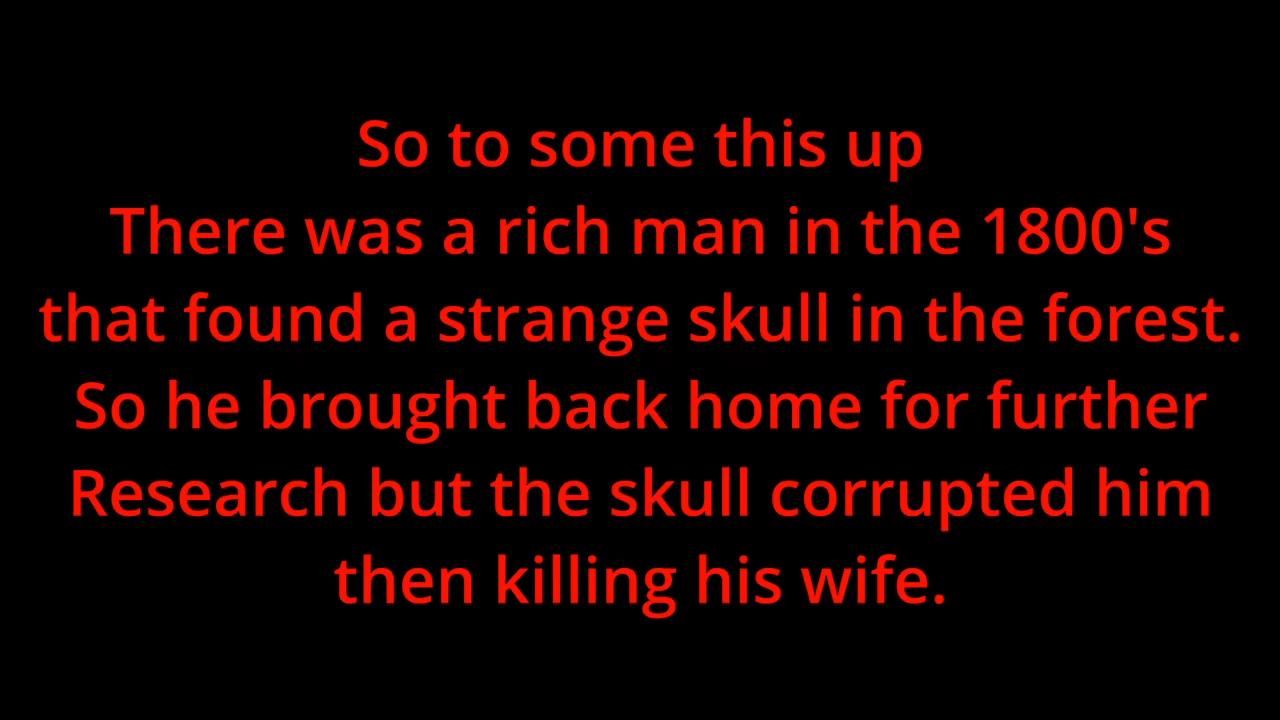 So to some this up
There was a rich man in the 1800's
that found a strange skull in the forest.
So he brought back home for further
Research but the skull corrupted him
then killing his wife.